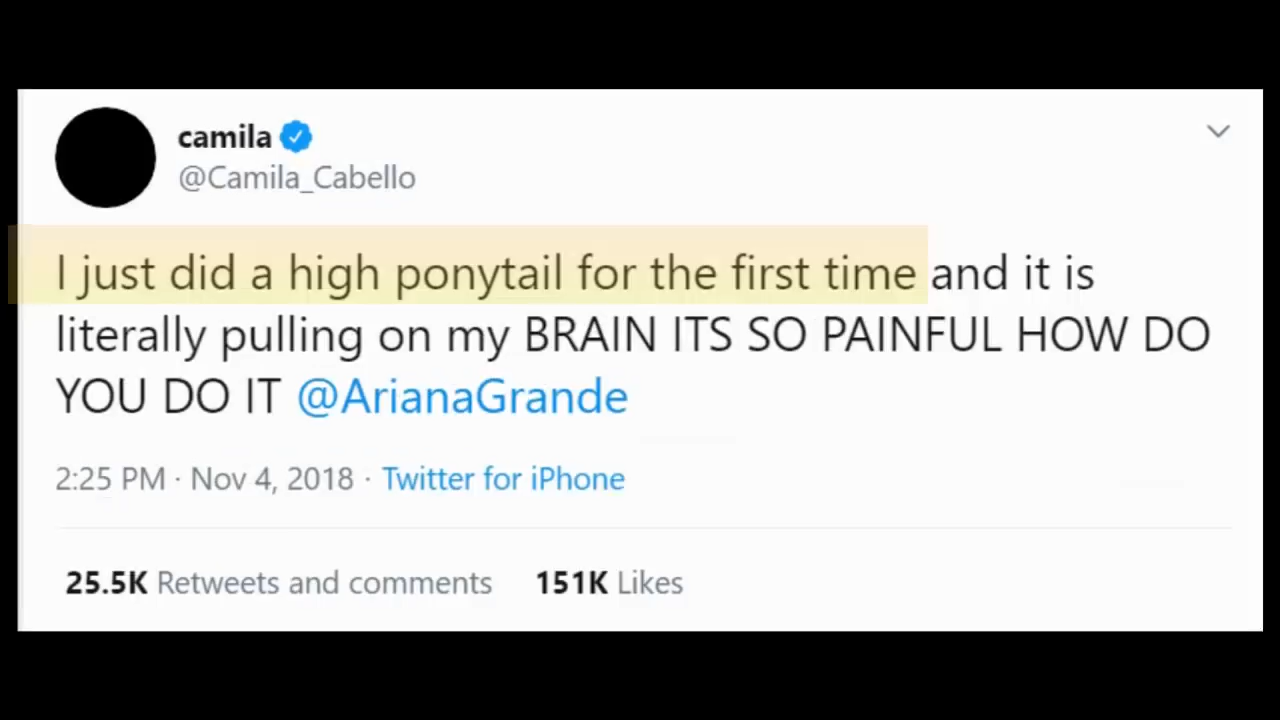 camila
@Camila_Cabello
I just did a high ponytail for the first time and it is
literally pulling on my BRAIN ITS SO PAINFUL HOW DO
YOU DO IT @ArianaGrande
2:25 PM · Nov 4, 2018 · Twitter for iPhone
25.5K Retweets and comments 151K Likes